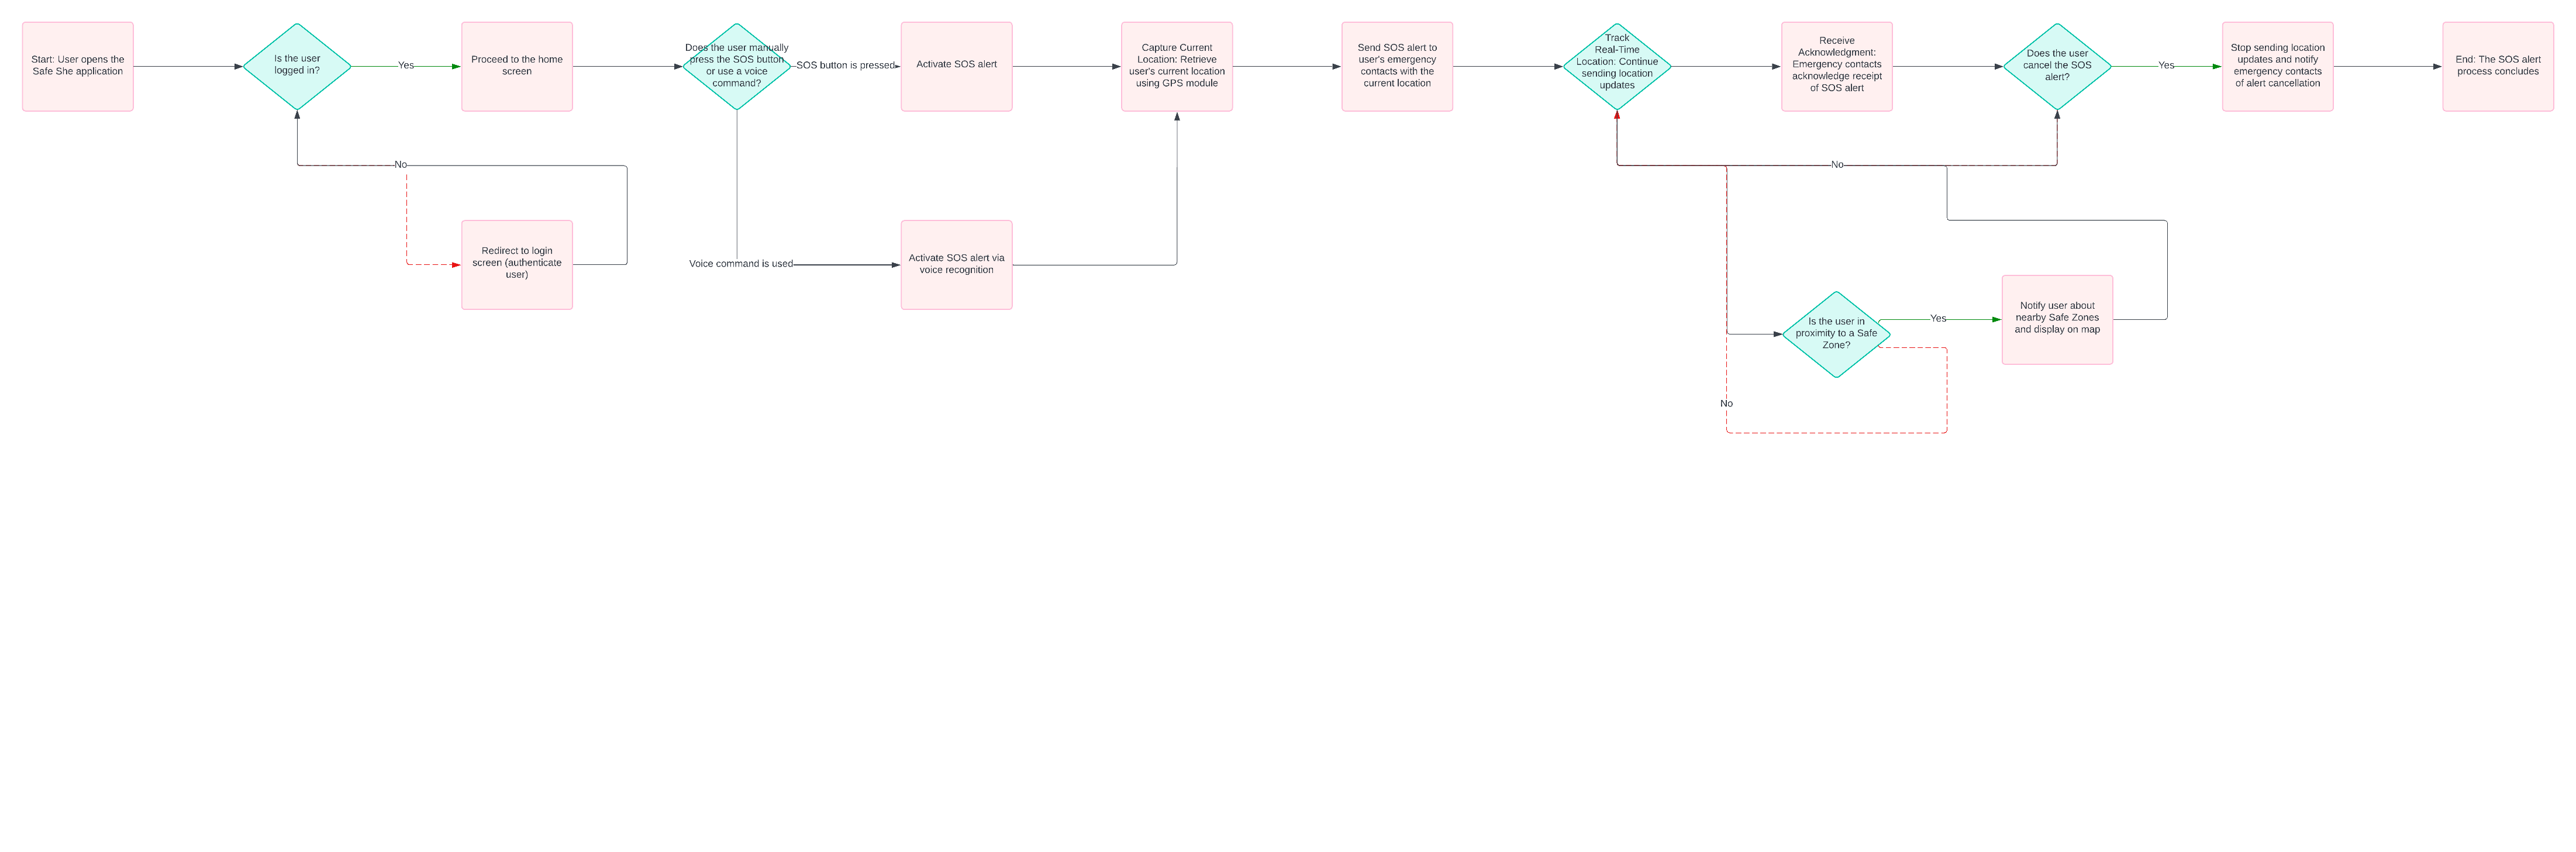 Start: User opens the
Safe She application
Is the user
logged in?
Yes
Proceed to the home
screen
Does the user manually
press the SOS button
or use a voice
command?
SOS button is pressed
Activate SOS alert
Capture Current
Location: Retrieve
user's current location
using GPS module
Send SOS alert to
user's emergency
contacts with the
current location
Track
Real-Time
Location: Continue
sending location
updates
Receive
Acknowledgment:
Emergency contacts
acknowledge receipt
of SOS alert
Does the user
cancel the SOS
alert?
Yes
Stop sending location
updates and notify
emergency contacts
of alert cancellation
End: The SOS alert
process concludes
No
No
Redirect to login
screen (authenticate
user)
Voice command is used
Activate SOS alert via
voice recognition
Is the user in
proximity to a Safe
Zone?
Yes
Notify user about
nearby Safe Zones
and display on map
No